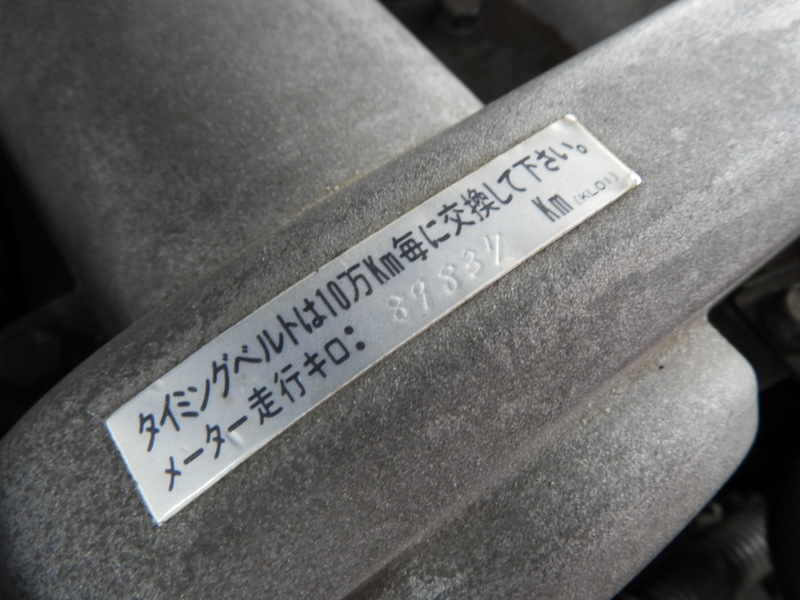 タイミングベルトは10万Km毎に交換して下さい。
メーター走行キロ: 89837 Km (KL01)